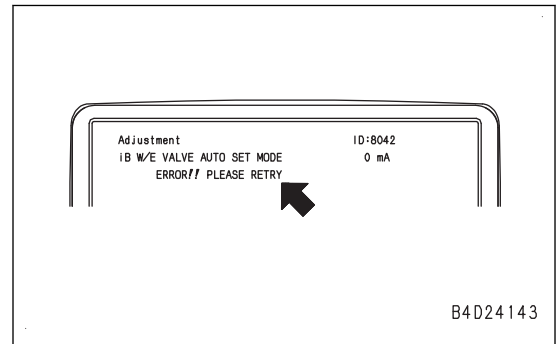 Adjustment ID:8042
iB W/E VALVE AUTO SET MODE 0 mA
ERROR!! PLEASE RETRY
B4D24143